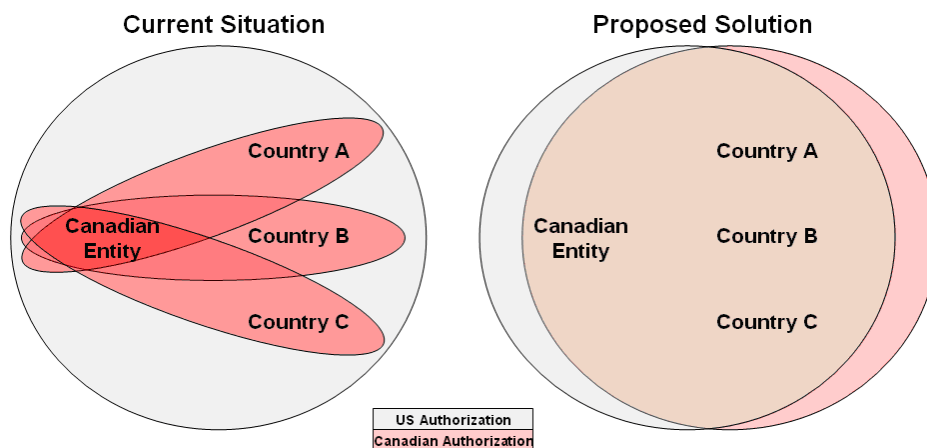 Current Situation
Proposed Solution
Country A
Canadian
Entity
Country B
Country C
Country A
Canadian
Entity
Country B
Country C
US Authorization
Canadian Authorization